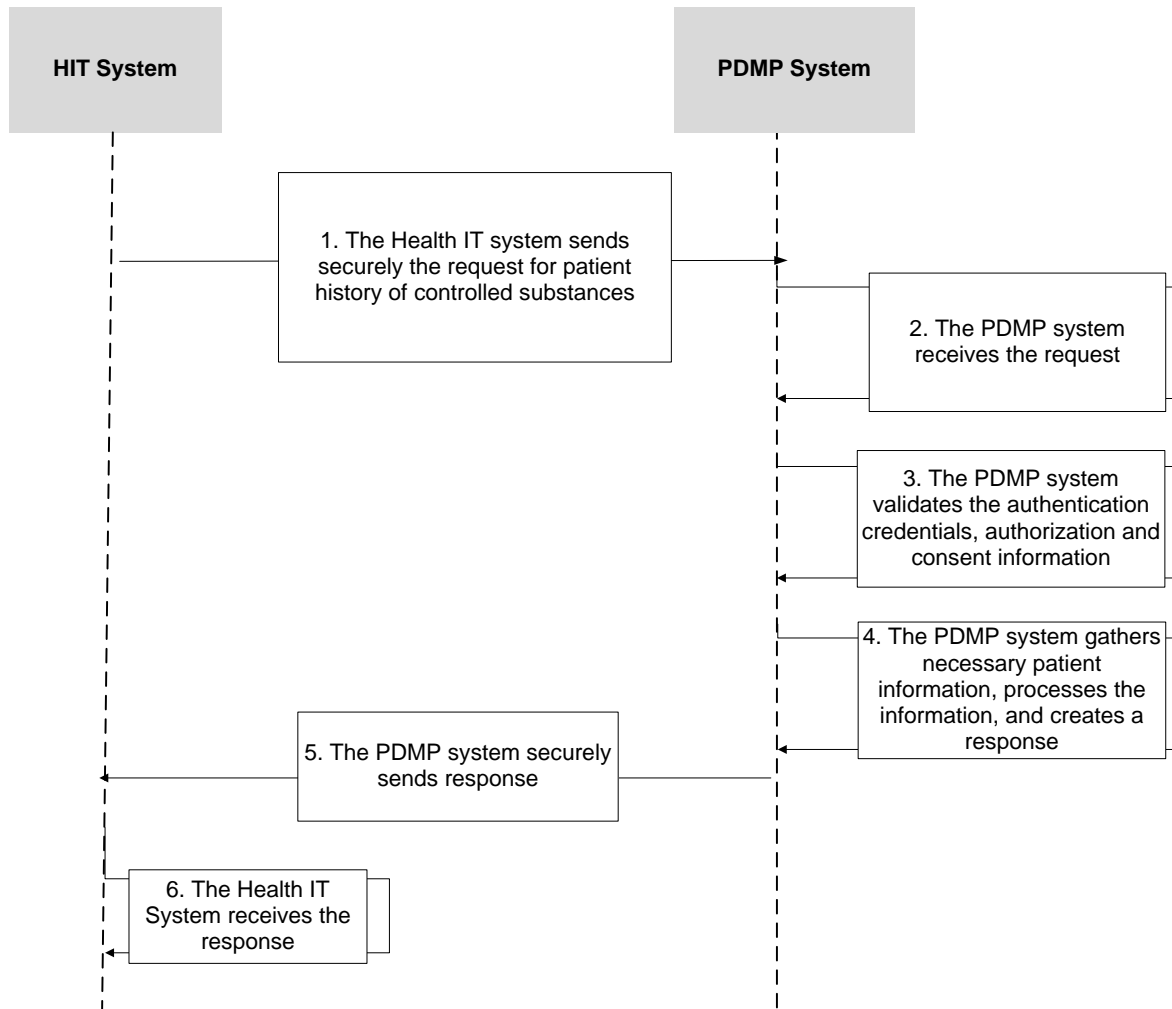 HIT System
PDMP System
1. The Health IT system sends
securely the request for patient
history of controlled substances
2. The PDMP system
receives the request
3. The PDMP system
validates the authentication
credentials, authorization and
consent information
4. The PDMP system gathers
necessary patient
information, processes the
information, and creates a
response
5. The PDMP system securely
sends response
6. The Health IT
System receives the
response